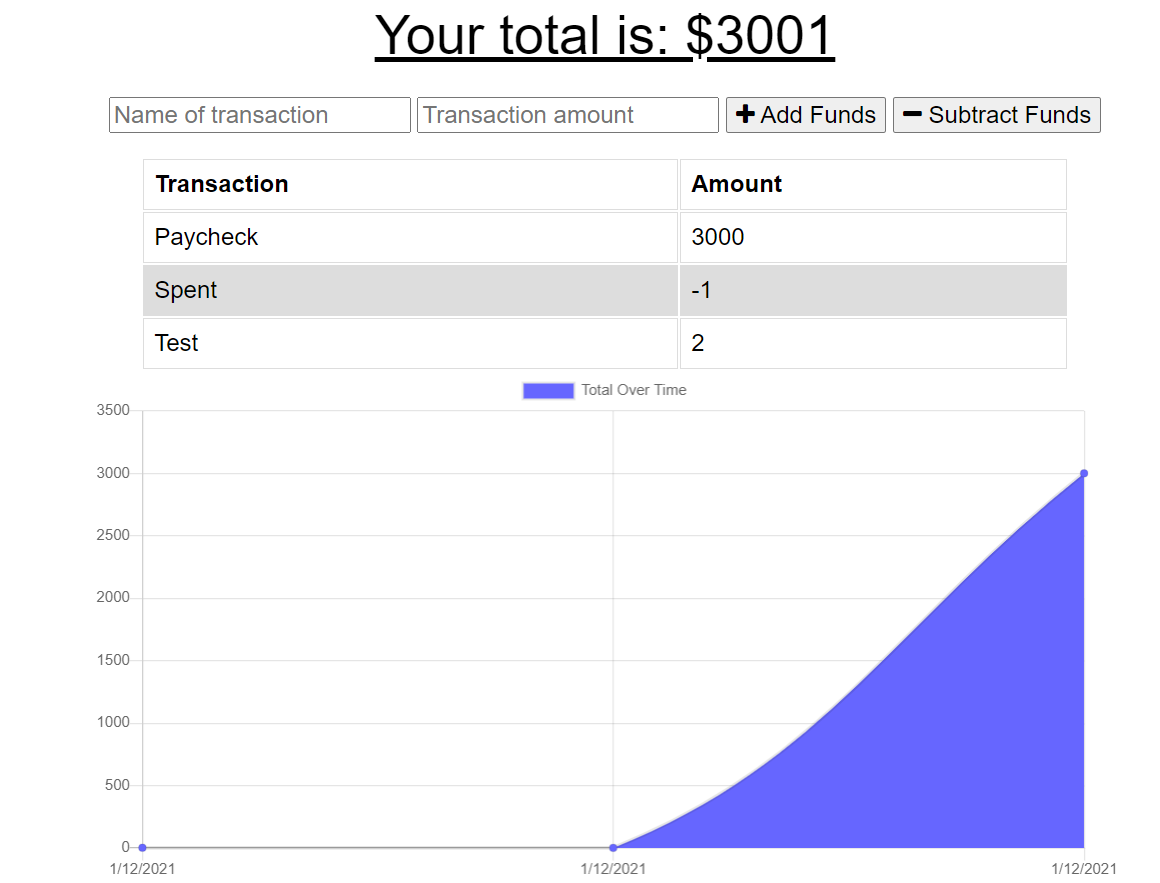 Your total is: $3001
Name of transaction Transaction amount Add Funds Subtract Funds
Transaction Amount
Paycheck 3000
Spent -1
Test 2
Total Over Time
3500
3000
2500
2000
1500
1000
500
0
1/12/2021 1/12/2021 1/12/2021